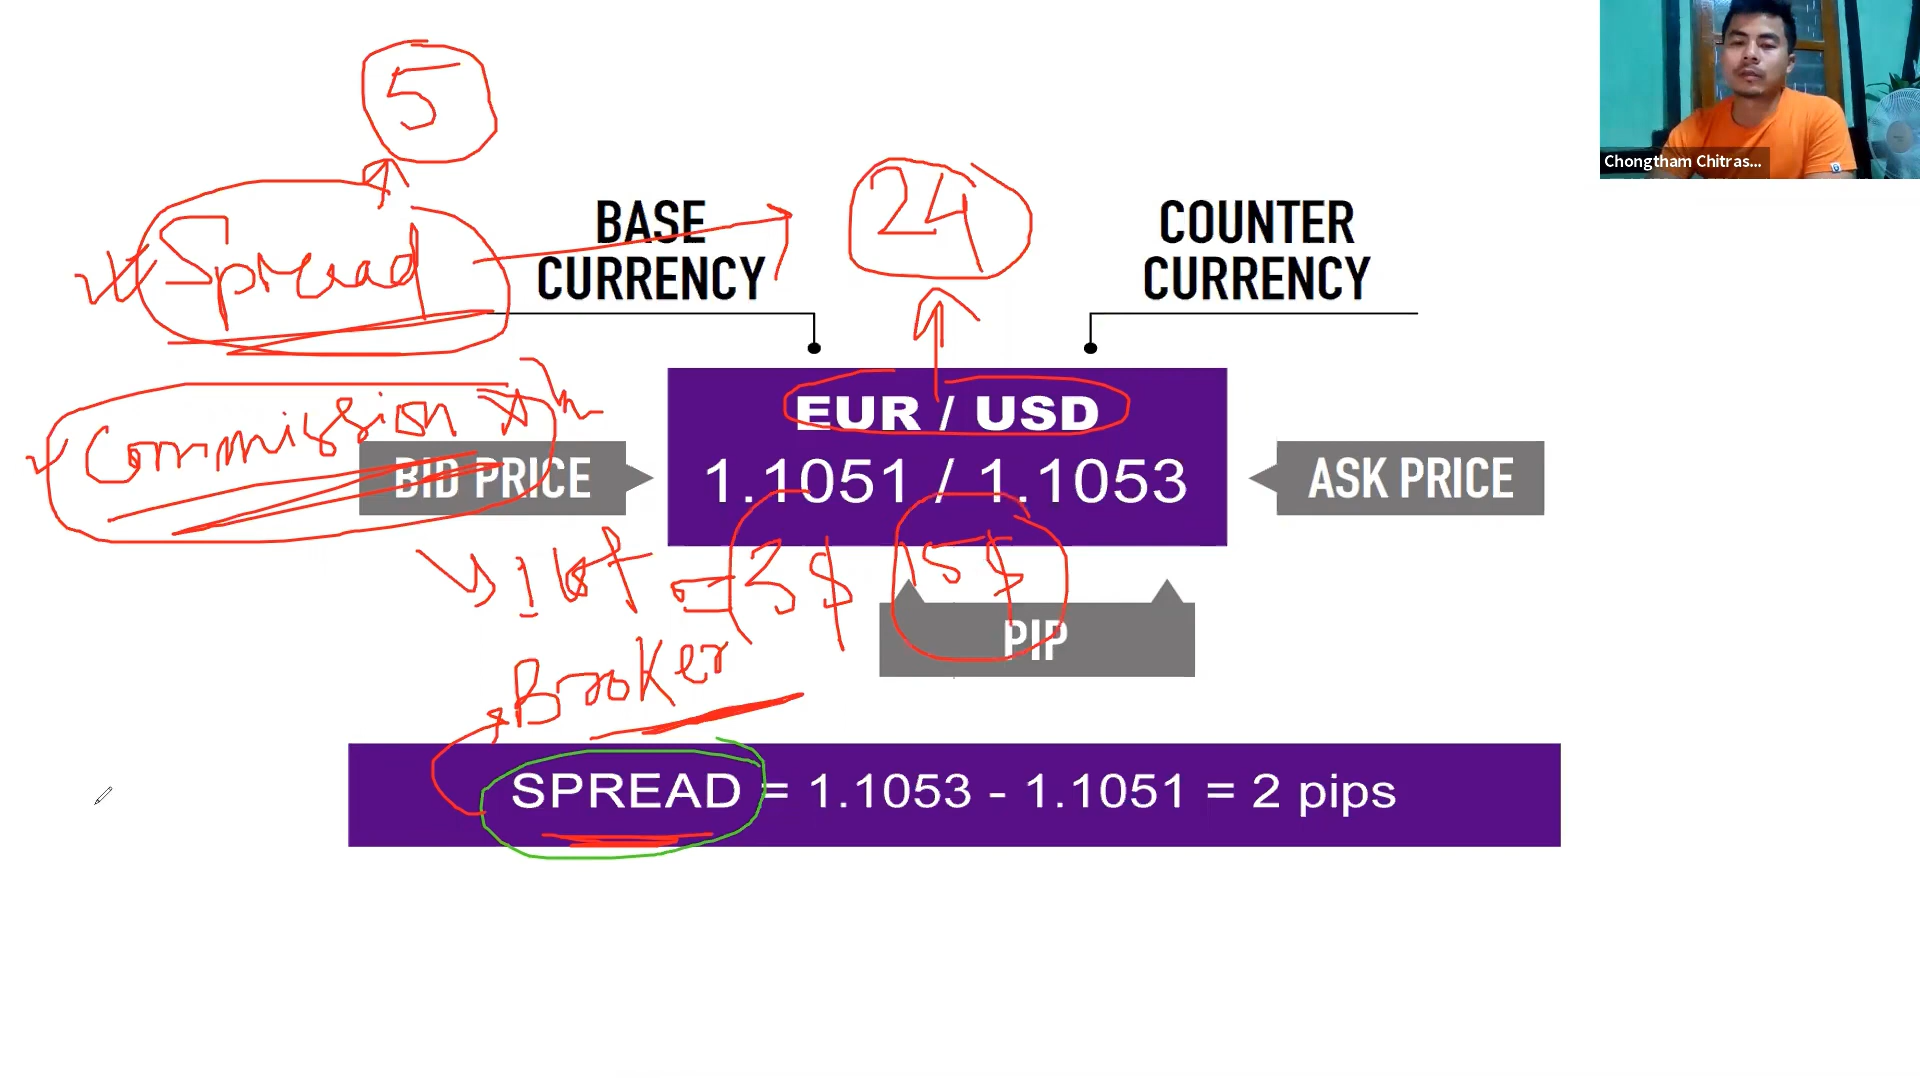 5
Chongtham Chitras...
24
BASE
CURRENCY
COUNTER
CURRENCY
Spread
EUR / USD
Commission
BID PRICE
1.1051 / 1.1053
ASK PRICE
1 lot = 3$ 15$
PIP
Broker
SPREAD = 1.1053 - 1.1051 = 2 pips